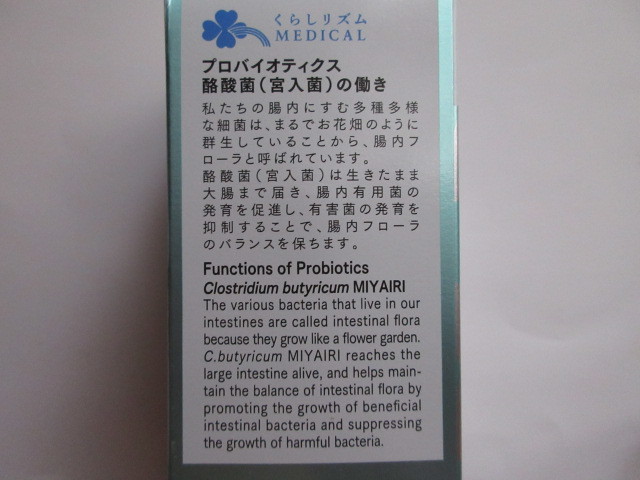 くらしリズム
MEDICAL
プロバイオティクス
酪酸菌（宮入菌）の働き
私たちの腸内にすむ多種多様
な細菌は、まるでお花畑のように
群生していることから、腸内フ
ローラと呼ばれています。
酪酸菌（宮入菌）は生きたまま
大腸まで届き、腸内有用菌の
発育を促進し、有害菌の発育を
抑制することで、腸内フローラ
のバランスを保ちます。
Functions of Probiotics
Clostridium butyricum MIYAIRI
The various bacteria that live in our
intestines are called intestinal flora
because they grow like a flower garden.
C.butyricum MIYAIRI reaches the
large intestine alive, and helps main-
tain the balance of intestinal flora by
promoting the growth of beneficial
intestinal bacteria and suppressing
the growth of harmful bacteria.